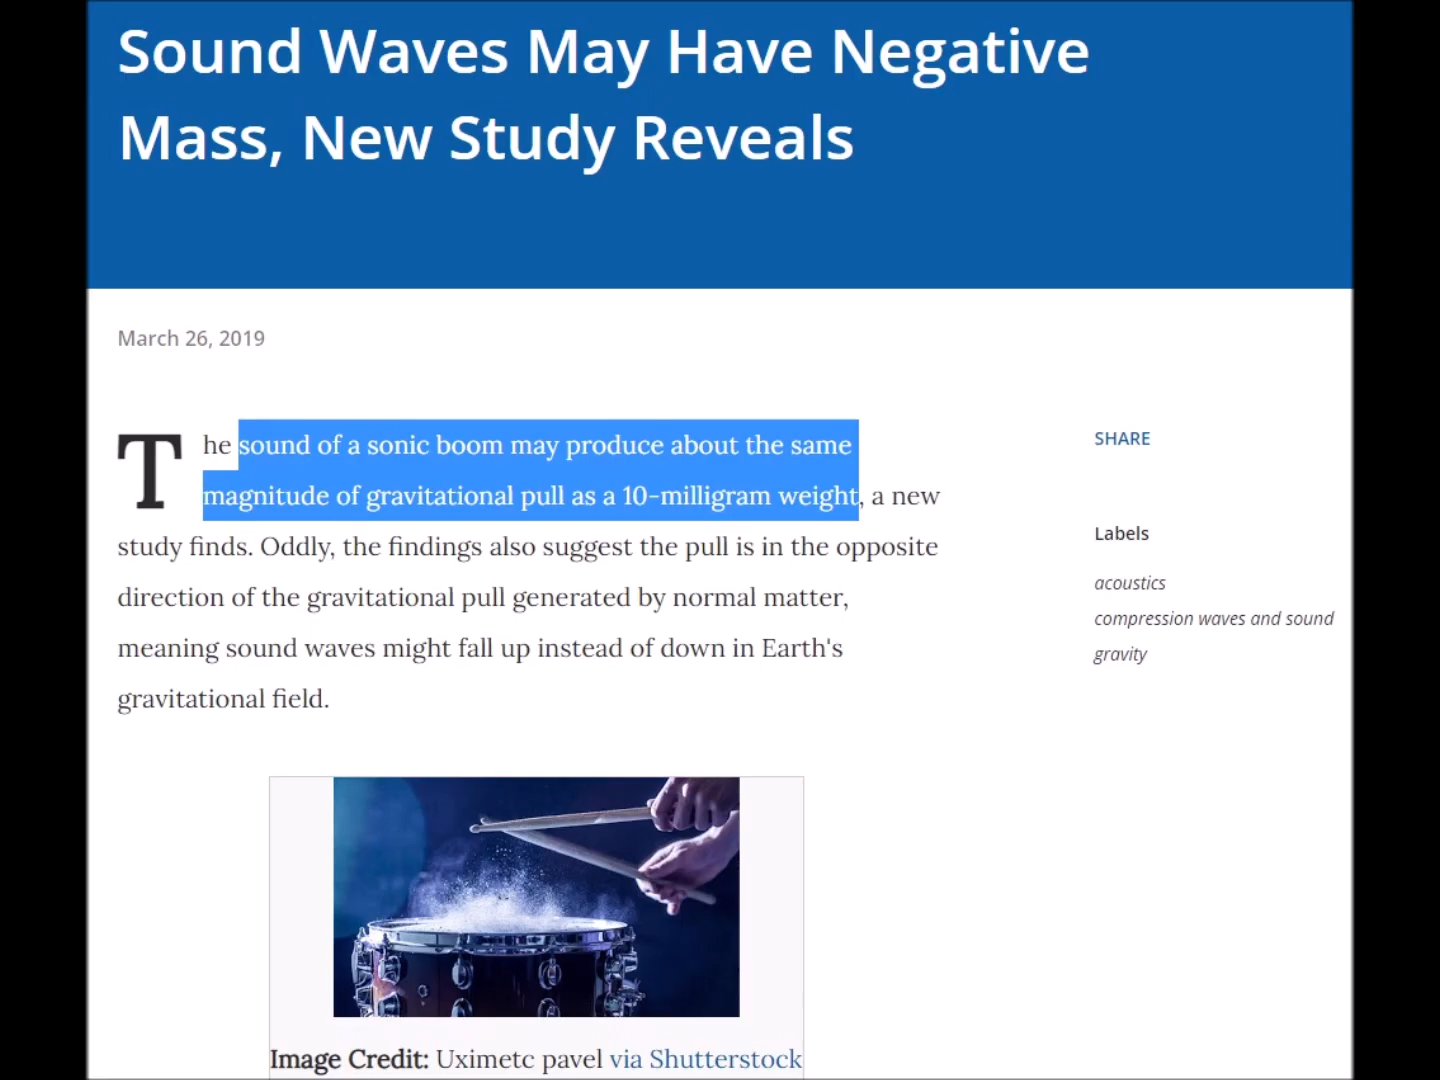 Sound Waves May Have Negative
Mass, New Study Reveals
March 26, 2019
The sound of a sonic boom may produce about the same
magnitude of gravitational pull as a 10-milligram weight, a new
study finds. Oddly, the findings also suggest the pull is in the opposite
direction of the gravitational pull generated by normal matter,
meaning sound waves might fall up instead of down in Earth's
gravitational field.
Image Credit: Uximetc pavel via Shutterstock
SHARE
Labels
acoustics
compression waves and sound
gravity